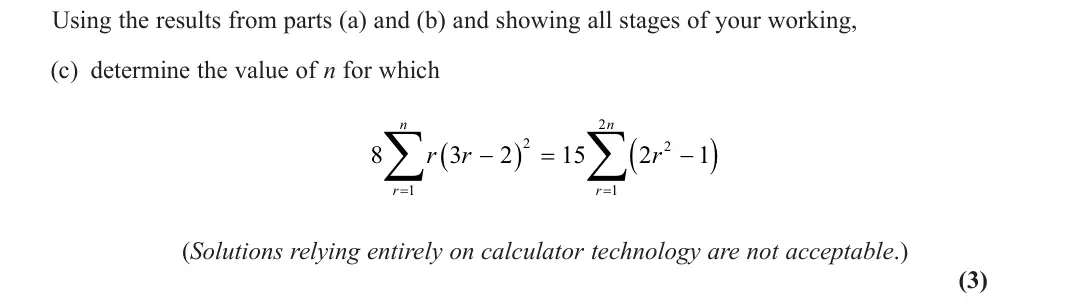 Using the results from parts (a) and (b) and showing all stages of your working,
(c) determine the value of n for which
8∑_{r=1}^{n} r(3r − 2)² = 15∑_{r=1}^{2n} (2r² − 1)
(Solutions relying entirely on calculator technology are not acceptable.)
(3)